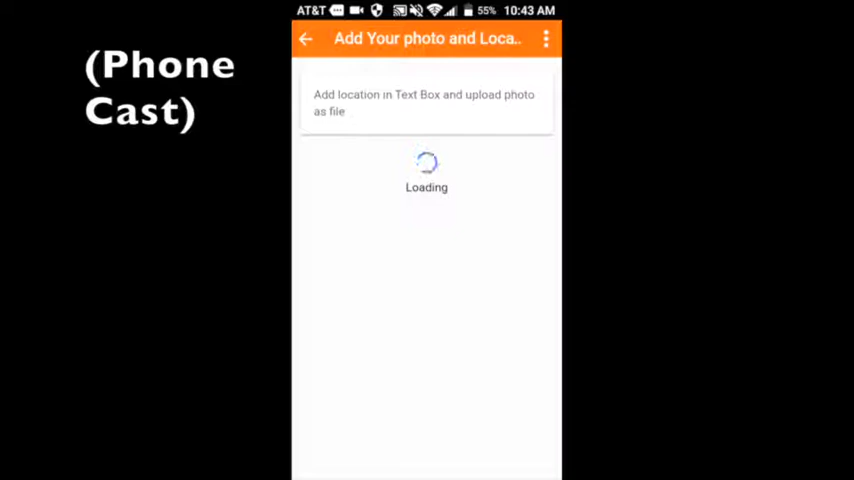 (Phone
Cast)
AT&T 55% 10:43 AM
Add Your photo and Loca..
Add location in Text Box and upload photo
as file
Loading